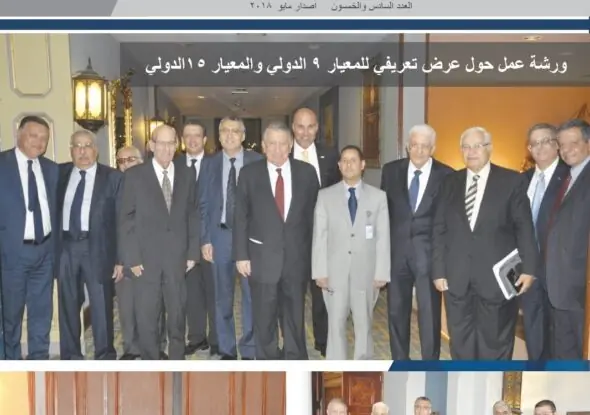 العدد السادس والخمسون اصدار مايو ٢٠١٨
ورشة عمل حول عرض تعريفي للمعيار ٩ الدولي والمعيار ١٥الدولي